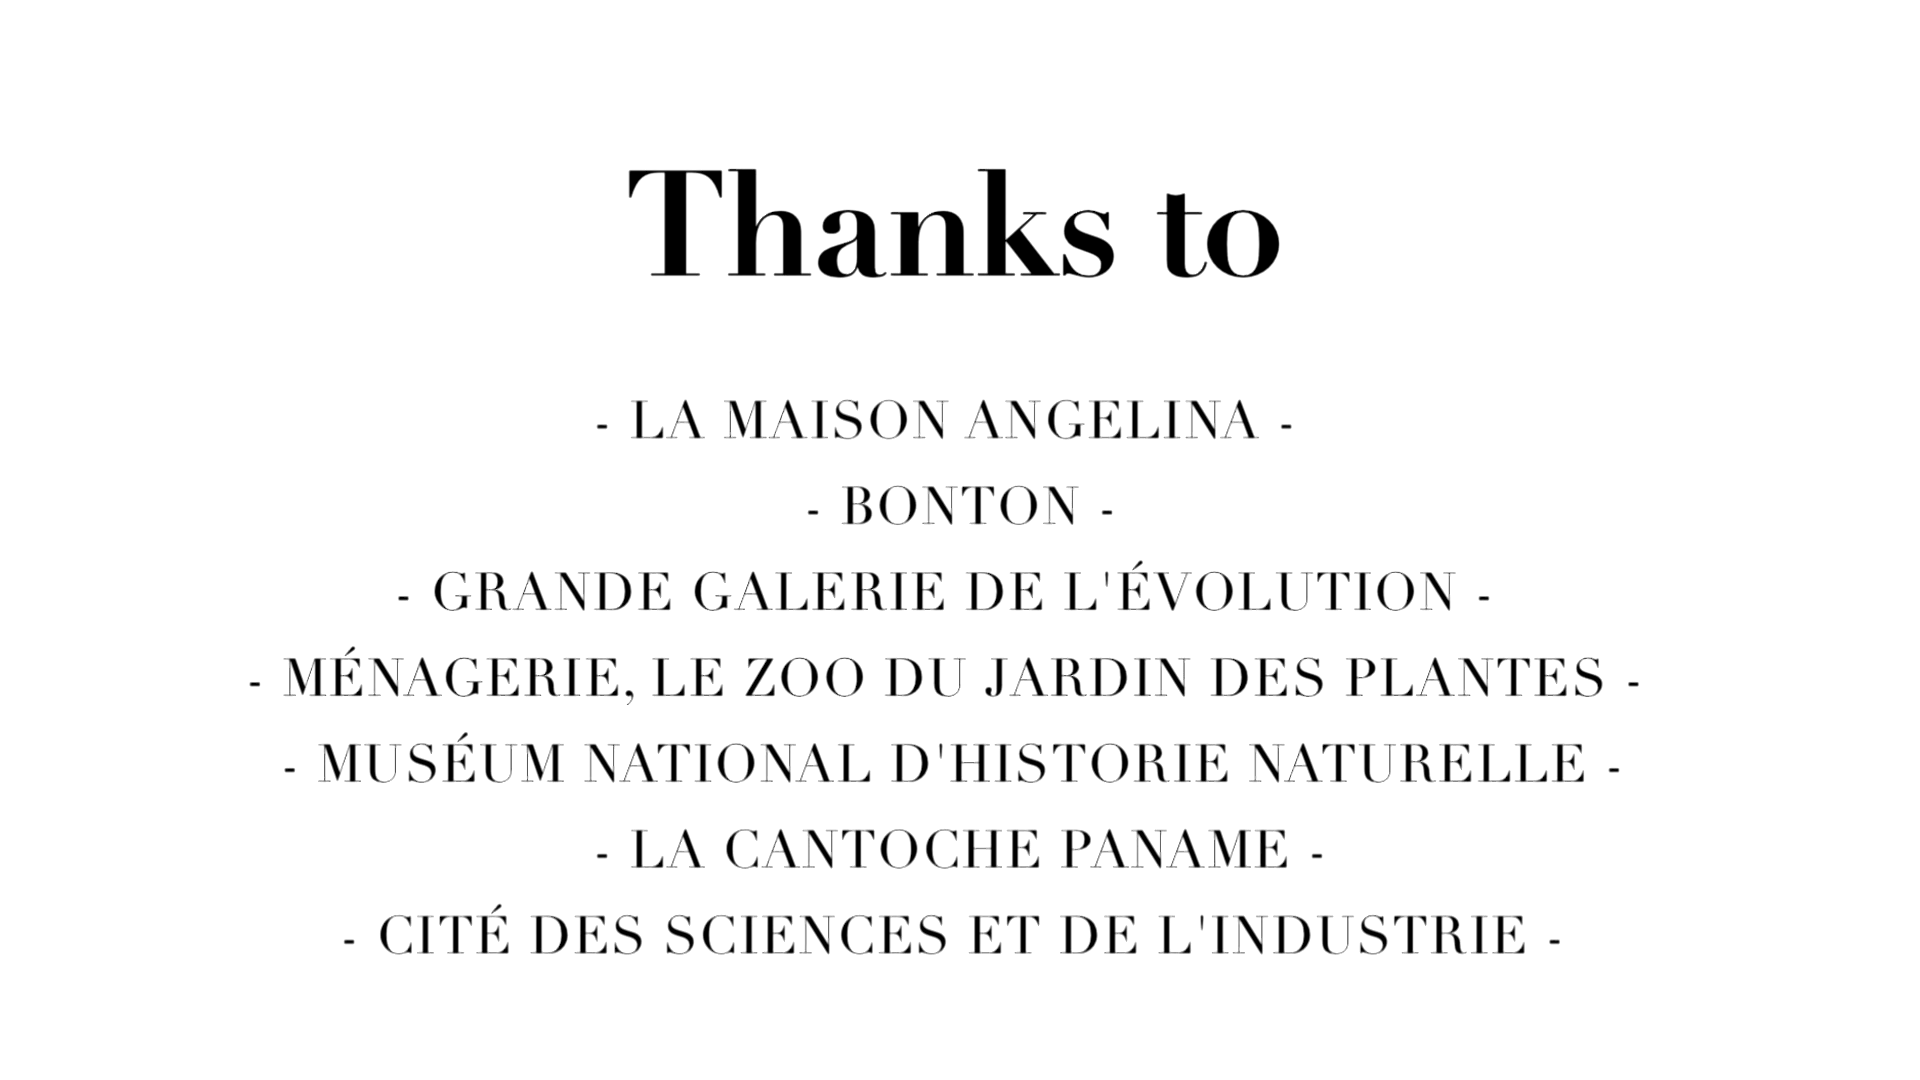 Thanks to
- LA MAISON ANGELINA -
- BONTON -
- GRANDE GALERIE DE L'ÉVOLUTION -
- MÉNAGERIE, LE ZOO DU JARDIN DES PLANTES -
- MUSÉUM NATIONAL D'HISTORIE NATURELLE -
- LA CANTOCHE PANAME -
- CITÉ DES SCIENCES ET DE L'INDUSTRIE -